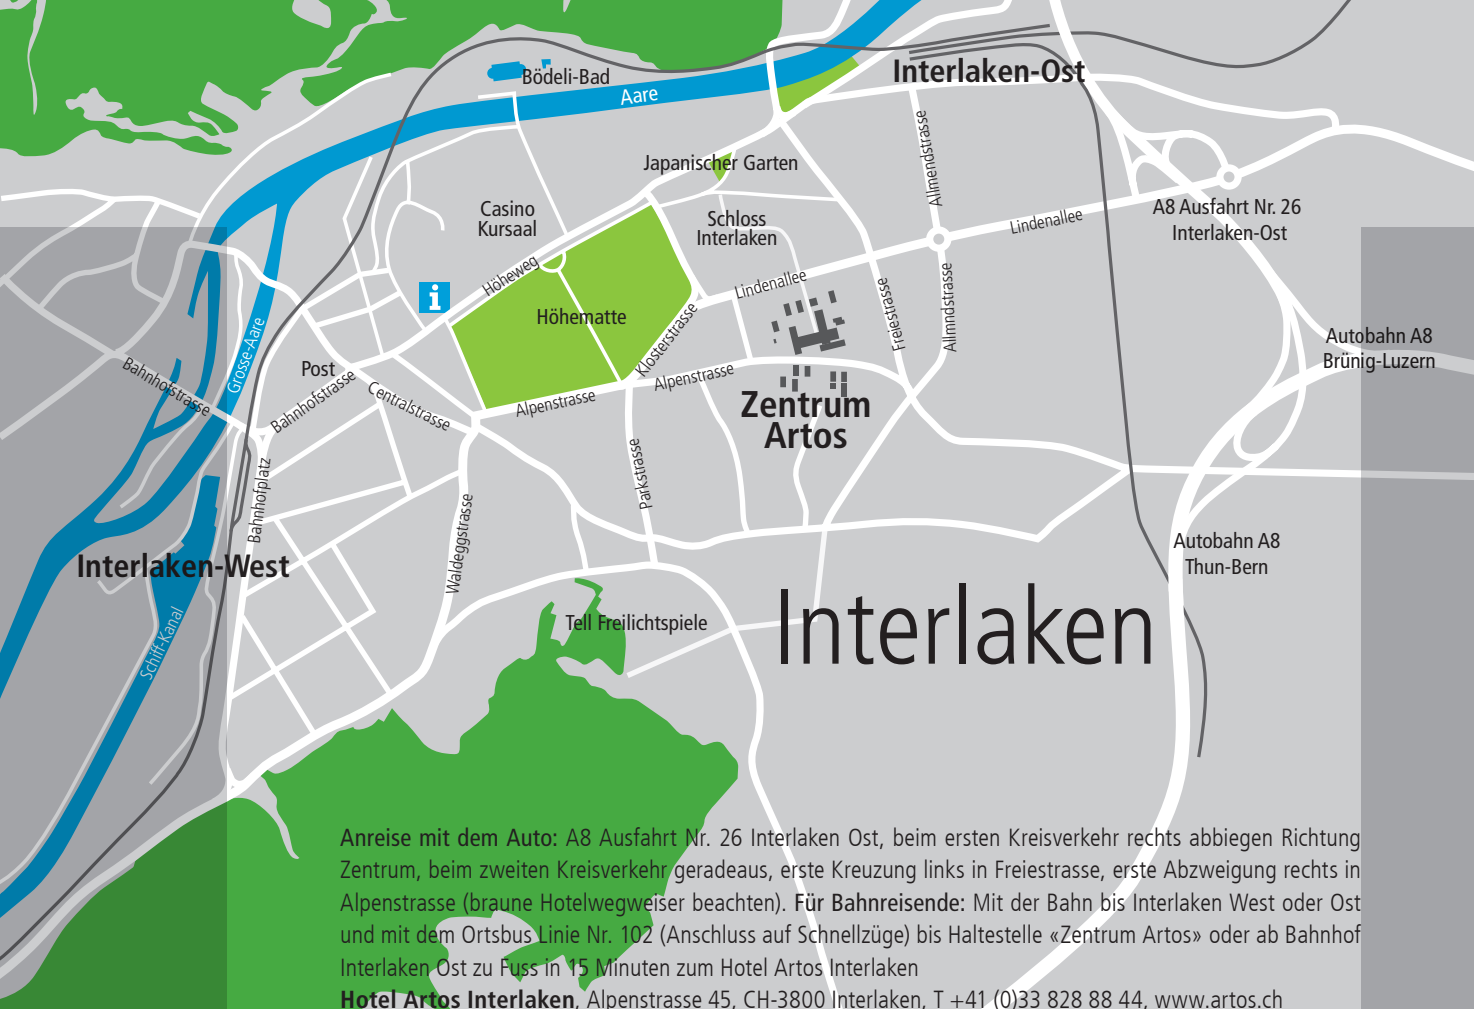 Bödeli-Bad
Aare
Interlaken-Ost
Allmendstrasse
Japanischer Garten
Casino
Kursaal
Schloss
Interlaken
Lindenallee
A8 Ausfahrt Nr. 26
Interlaken-Ost
Höheweg
Lindenallee
i
Höhematte
Klosterstrasse
Freiestrasse
Allmndstrasse
Grosse-Aare
Autobahn A8
Brünig-Luzern
Bahnhofstrasse
Post
Bahnhofstrasse
Centralstrasse
Alpenstrasse
Alpenstrasse
Zentrum
Artos
Parkstrasse
Bahnhofplatz
Waldeggstrasse
Autobahn A8
Thun-Bern
Interlaken-West
Schiff-Kanal
Tell Freilichtspiele
Interlaken
Anreise mit dem Auto: A8 Ausfahrt Nr. 26 Interlaken Ost, beim ersten Kreisverkehr rechts abbiegen Richtung
Zentrum, beim zweiten Kreisverkehr geradeaus, erste Kreuzung links in Freiestrasse, erste Abzweigung rechts in
Alpenstrasse (braune Hotelwegweiser beachten). Für Bahnreisende: Mit der Bahn bis Interlaken West oder Ost
und mit dem Ortsbus Linie Nr. 102 (Anschluss auf Schnellzüge) bis Haltestelle «Zentrum Artos» oder ab Bahnhof
Interlaken Ost zu Fuss in 15 Minuten zum Hotel Artos Interlaken
Hotel Artos Interlaken, Alpenstrasse 45, CH-3800 Interlaken, T +41 (0)33 828 88 44, www.artos.ch